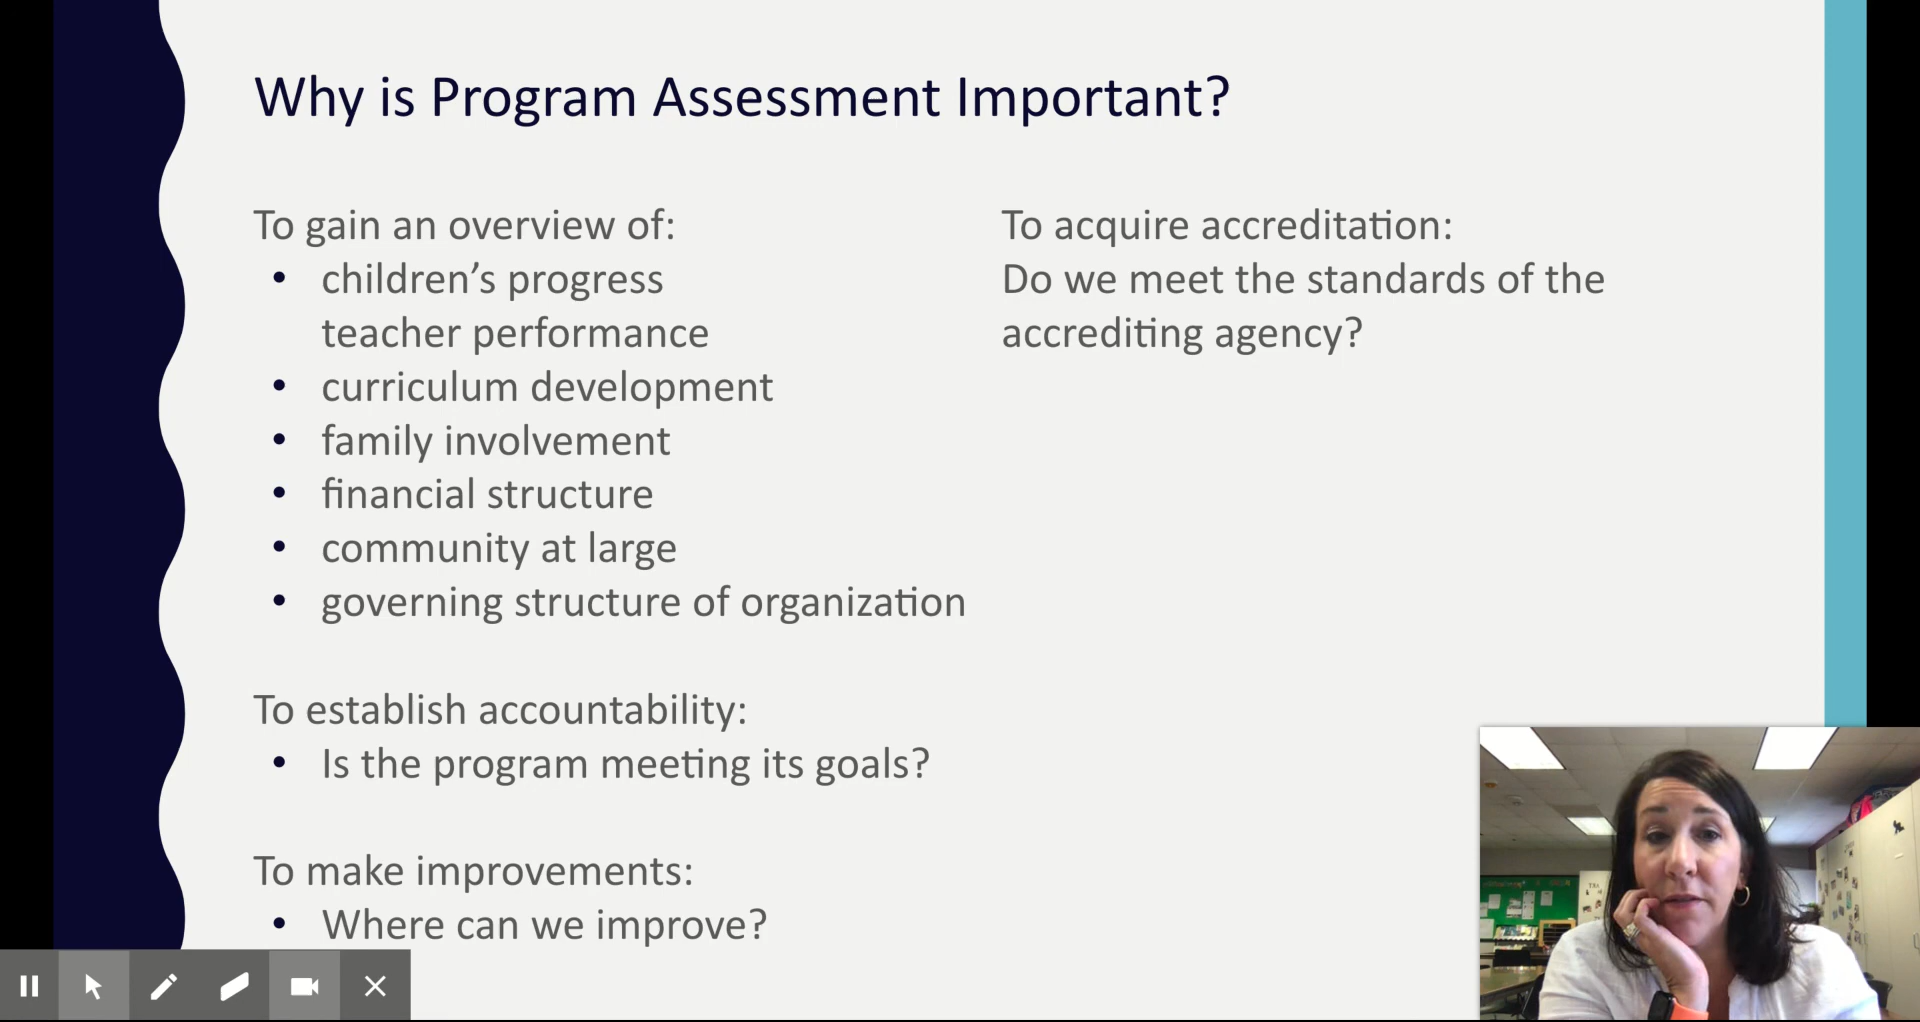 Why is Program Assessment Important?
To gain an overview of:
• children’s progress
teacher performance
• curriculum development
• family involvement
• financial structure
• community at large
• governing structure of organization
To establish accountability:
• Is the program meeting its goals?
To make improvements:
• Where can we improve?
To acquire accreditation:
Do we meet the standards of the
accrediting agency?